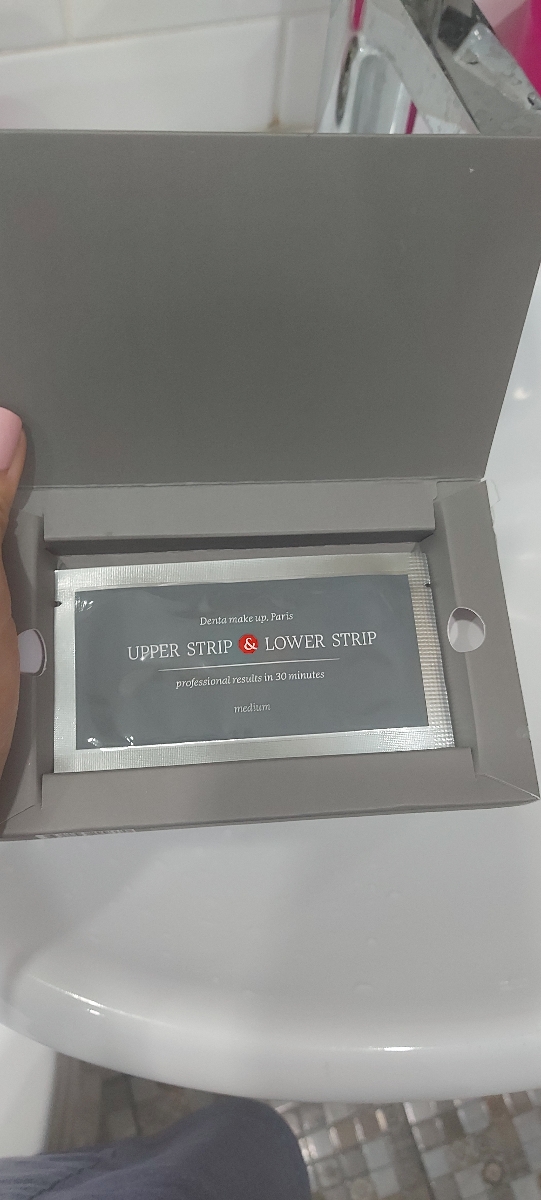 Denta make up, Paris
UPPER STRIP & LOWER STRIP
professional results in 30 minutes
medium